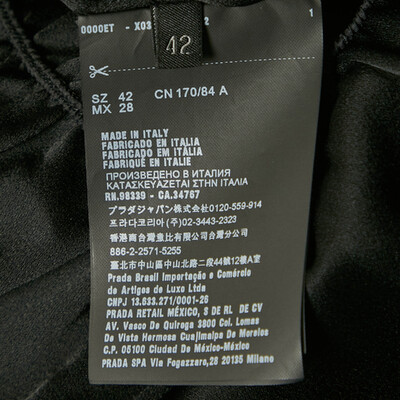 0000ET - X03 2 1
42
SZ 42 CN 170/84 A
MX 28
MADE IN ITALY
FABRICADO EN ITALIA
FABRICADO EM ITÁLIA
FABRIQUÉ EN ITALIE
ПРОИЗВЕДЕНО В ИТАЛИЯ
ΚΑΤΑΣΚΕΥΑΖΕΤΑΙ ΣΤΗΝ ΙΤΑΛΙΑ
RN.98339 - CA.34767
プラダジャパン株式会社0120-559-914
프라다코리아(주)02-3443-2323
香港商台灣普比有限公司台灣分公司
886-2-2571-5255
臺北市中山區中山北路二段44號12樓
Prada Brasil Importação e Comércio
de Artigos de Luxo Ltda
CNPJ 13.633.271/0001-26
PRADA RETAIL MÉXICO, S DE RL DE CV
AV. Vasco De Quiroga 3800 Col. Lomas
De Vista Hermosa Cuajimalpa De Morelos
C.P. 05100 Ciudad De México-México
PRADA SPA Via Fogazzaro,28 20135 Milano